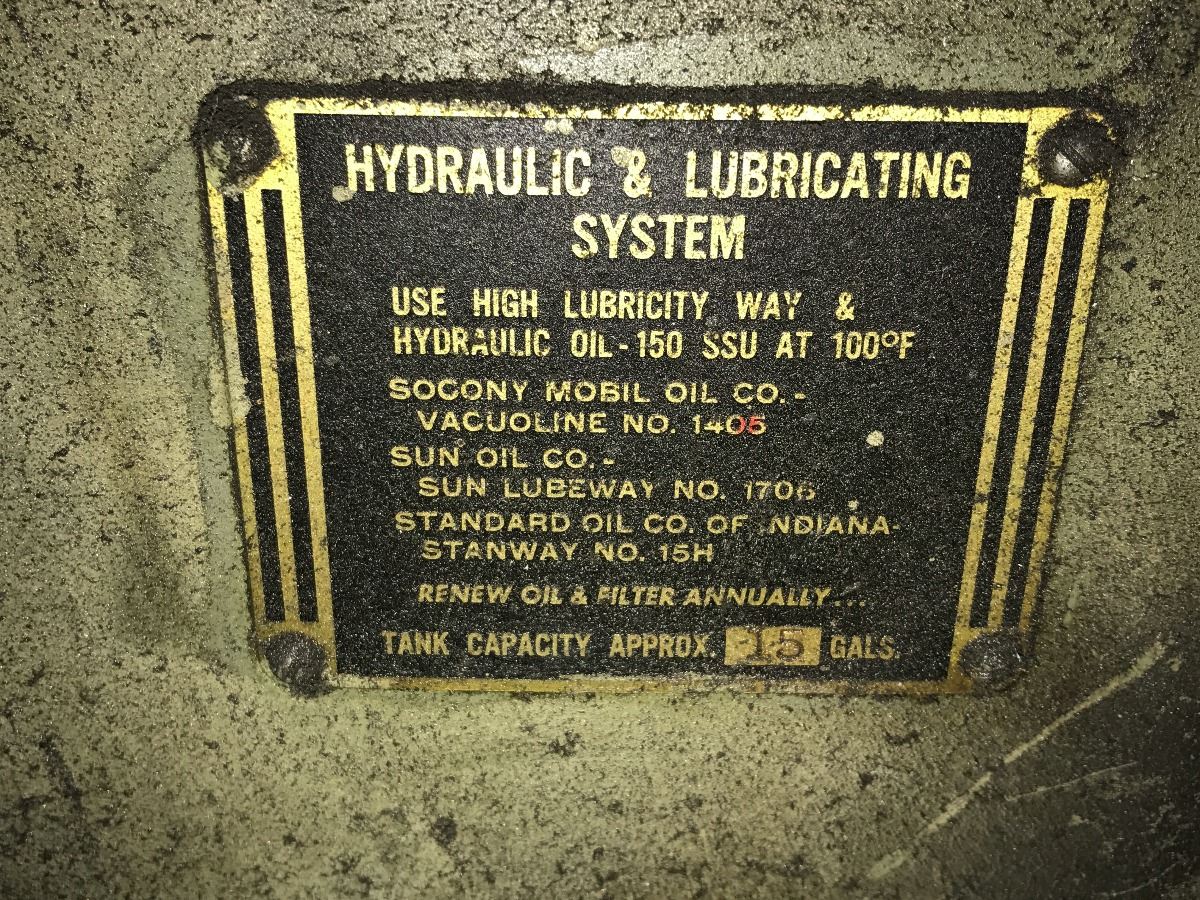 HYDRAULIC & LUBRICATING
SYSTEM
USE HIGH LUBRICITY WAY &
HYDRAULIC OIL-150 SSU AT 100°F
SOCONY MOBIL OIL CO.-
VACUOLINE NO. 1405
SUN OIL CO.-
SUN LUBEWAY NO. 1706
STANDARD OIL CO. OF INDIANA-
STANWAY NO. 15H
RENEW OIL & FILTER ANNUALLY...
TANK CAPACITY APPROX. 15 GALS.